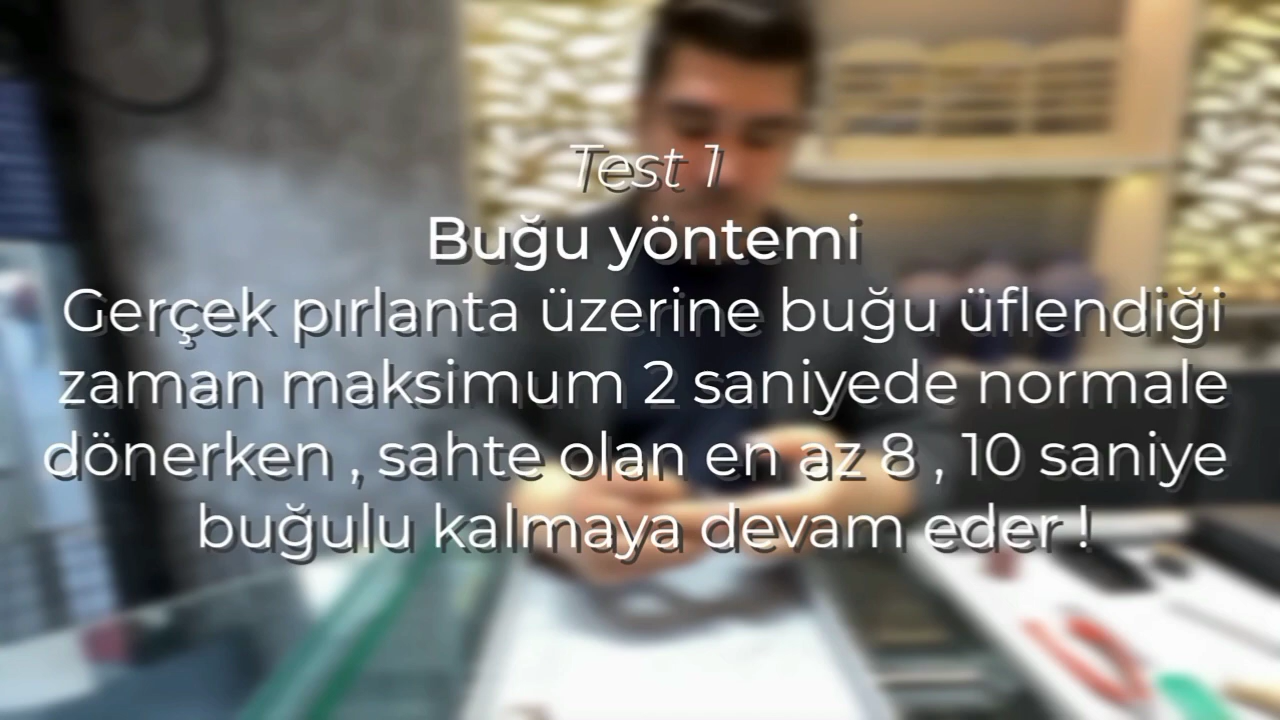 Test 1
Buğu yöntemi
Gerçek pırlanta üzerine buğu üflendiği
zaman maksimum 2 saniyede normale
dönerken , sahte olan en az 8 , 10 saniye
buğulu kalmaya devam eder !